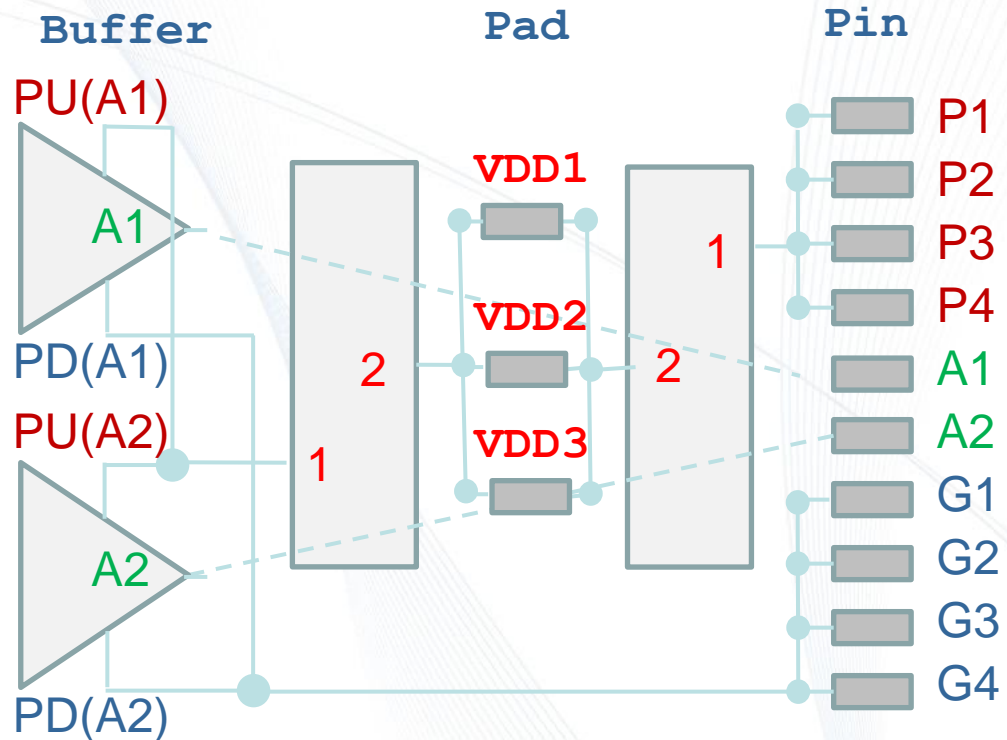 Buffer
Pad
Pin
PU(A1)
A1
PD(A1)
PU(A2)
A2
PD(A2)
2
1
VDD1
VDD2
VDD3
1
2
P1
P2
P3
P4
A1
A2
G1
G2
G3
G4